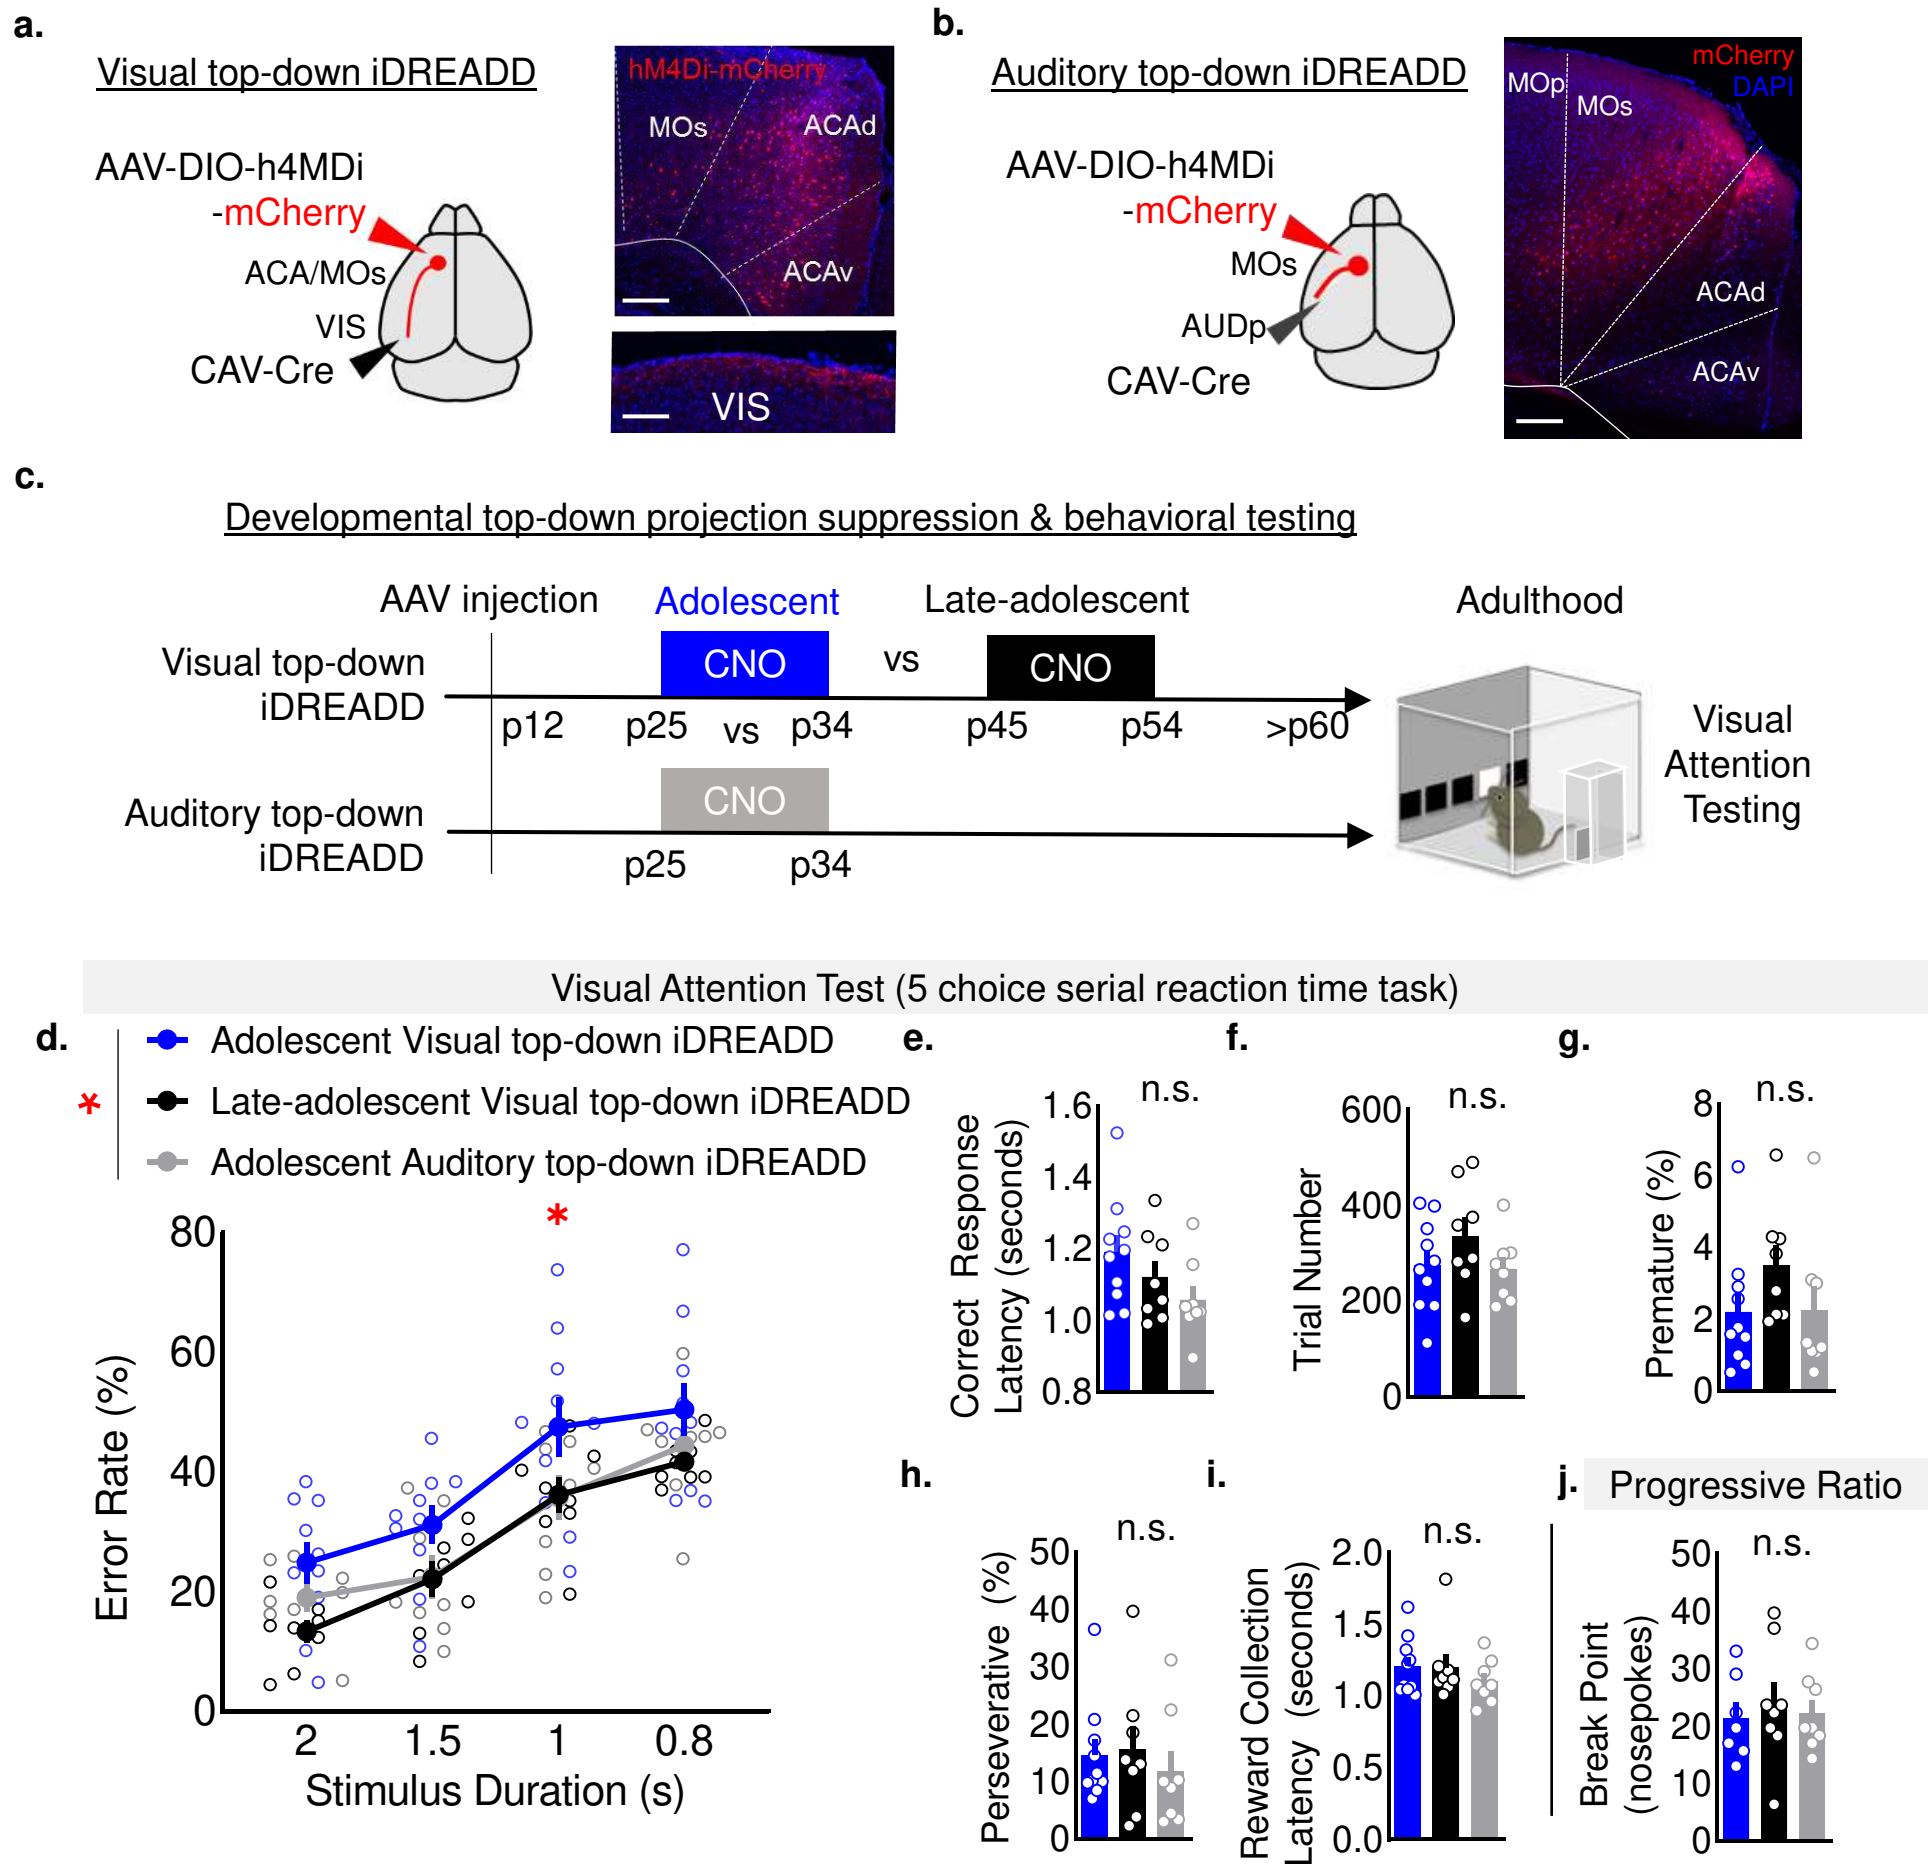 a.
Visual top-down iDREADD
AAV-DIO-h4MDi
-mCherry
ACA/MOs
VIS
CAV-Cre
hM4Di-mCherry
MOs
ACAd
ACAv
VIS
b.
Auditory top-down iDREADD
AAV-DIO-h4MDi
-mCherry
MOs
AUDp
CAV-Cre
mCherry
DAPI
MOp
MOs
ACAd
ACAv
c.
Developmental top-down projection suppression & behavioral testing
AAV injection
Adolescent
Late-adolescent
Adulthood
Visual top-down
iDREADD
CNO
vs
CNO
p12
p25
vs
p34
p45
p54
>p60
Auditory top-down
iDREADD
CNO
p25
p34
Visual
Attention
Testing
Visual Attention Test (5 choice serial reaction time task)
d.
*
Adolescent Visual top-down iDREADD
Late-adolescent Visual top-down iDREADD
Adolescent Auditory top-down iDREADD
*
Error Rate (%)
80
60
40
20
0
2 1.5 1 0.8
Stimulus Duration (s)
e.
n.s.
Correct Response
Latency (seconds)
1.6
1.4
1.2
1.0
0.8
f.
n.s.
Trial Number
600
400
200
0
g.
n.s.
Premature (%)
8
6
4
2
0
h.
n.s.
Perseverative (%)
50
40
30
20
10
0
i.
n.s.
Reward Collection
Latency (seconds)
2.0
1.5
1.0
0.5
0.0
j.
Progressive Ratio
n.s.
Break Point
(nosepokes)
50
40
30
20
10
0